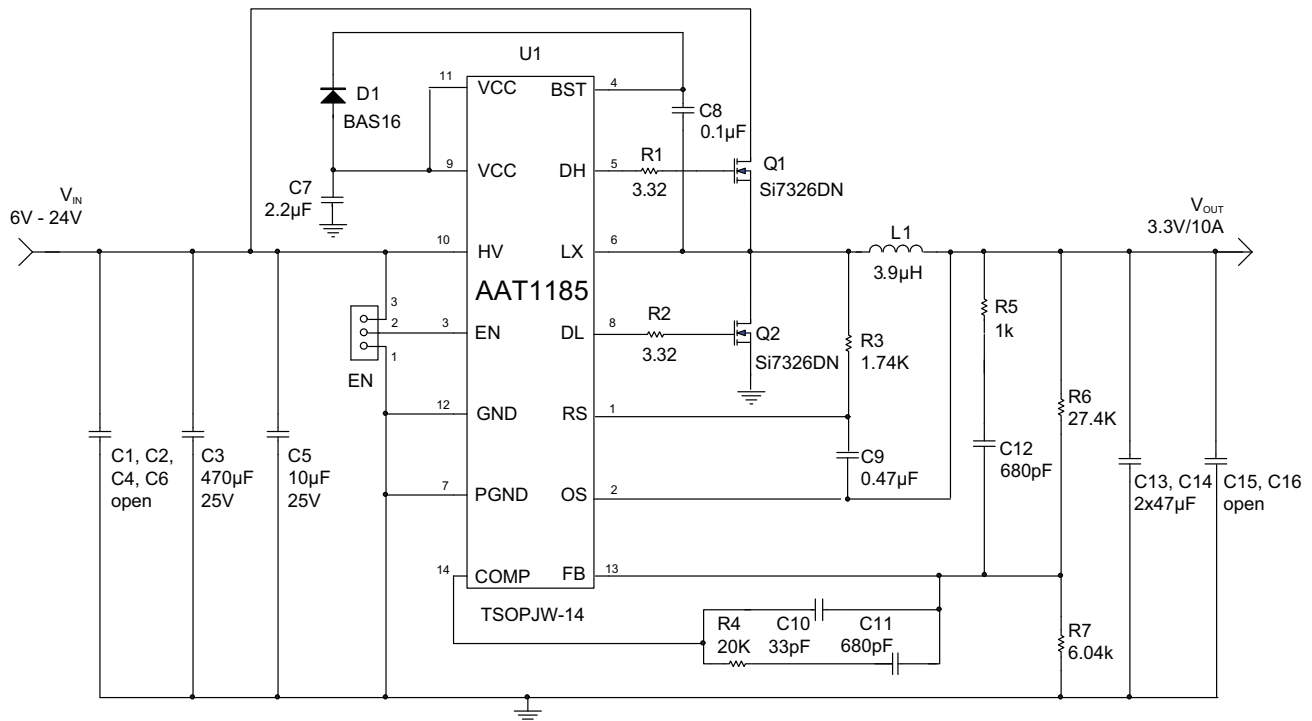 U1
11
VCC
BST
4
D1
BAS16
C8
0.1µF
9
VCC
DH
5
R1
3.32
Q1
Si7326DN
C7
2.2µF
V_IN
6V - 24V
10
HV
LX
6
L1
3.9µH
V_OUT
3.3V/10A
AAT1185
3
2
1
EN
3
EN
DL
8
R2
3.32
Q2
Si7326DN
R3
1.74K
R5
1k
12
GND
RS
1
R6
27.4K
C1, C2,
C4, C6
open
C3
470µF
25V
C5
10µF
25V
C9
0.47µF
C12
680pF
7
PGND
OS
2
C13, C14
2x47µF
C15, C16
open
14
COMP
FB
13
TSOPJW-14
R4
20K
C10
33pF
C11
680pF
R7
6.04k